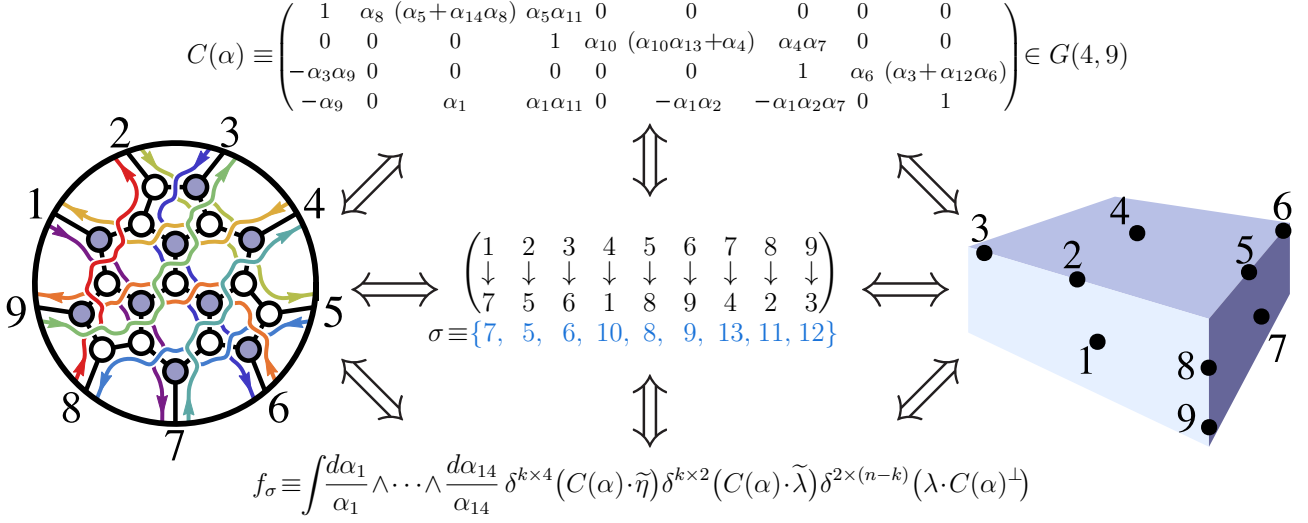 C(α) ≡ ( 1 α₈ (α₅+α₁₄α₈) α₅α₁₁ 0 0 0 0 0
0 0 0 1 α₁₀ (α₁₀α₁₃+α₄) α₄α₇ 0 0
−α₃α₉ 0 0 0 0 0 1 α₆ (α₃+α₁₂α₆)
−α₉ 0 α₁ α₁α₁₁ 0 −α₁α₂ −α₁α₂α₇ 0 1 ) ∈ G(4,9)
1 2 3 4 5 6 7 8 9
( 1 2 3 4 5 6 7 8 9
↓ ↓ ↓ ↓ ↓ ↓ ↓ ↓ ↓
7 5 6 1 8 9 4 2 3 )
σ ≡ {7, 5, 6, 10, 8, 9, 13, 11, 12}
3 4 6
2 5
1 7
8
9
f_σ ≡ ∫ dα₁/α₁ ∧ ⋯ ∧ dα₁₄/α₁₄ δ^{k×4}(C(α)·η̃) δ^{k×2}(C(α)·λ̃) δ^{2×(n−k)}(λ·C(α)^⊥)